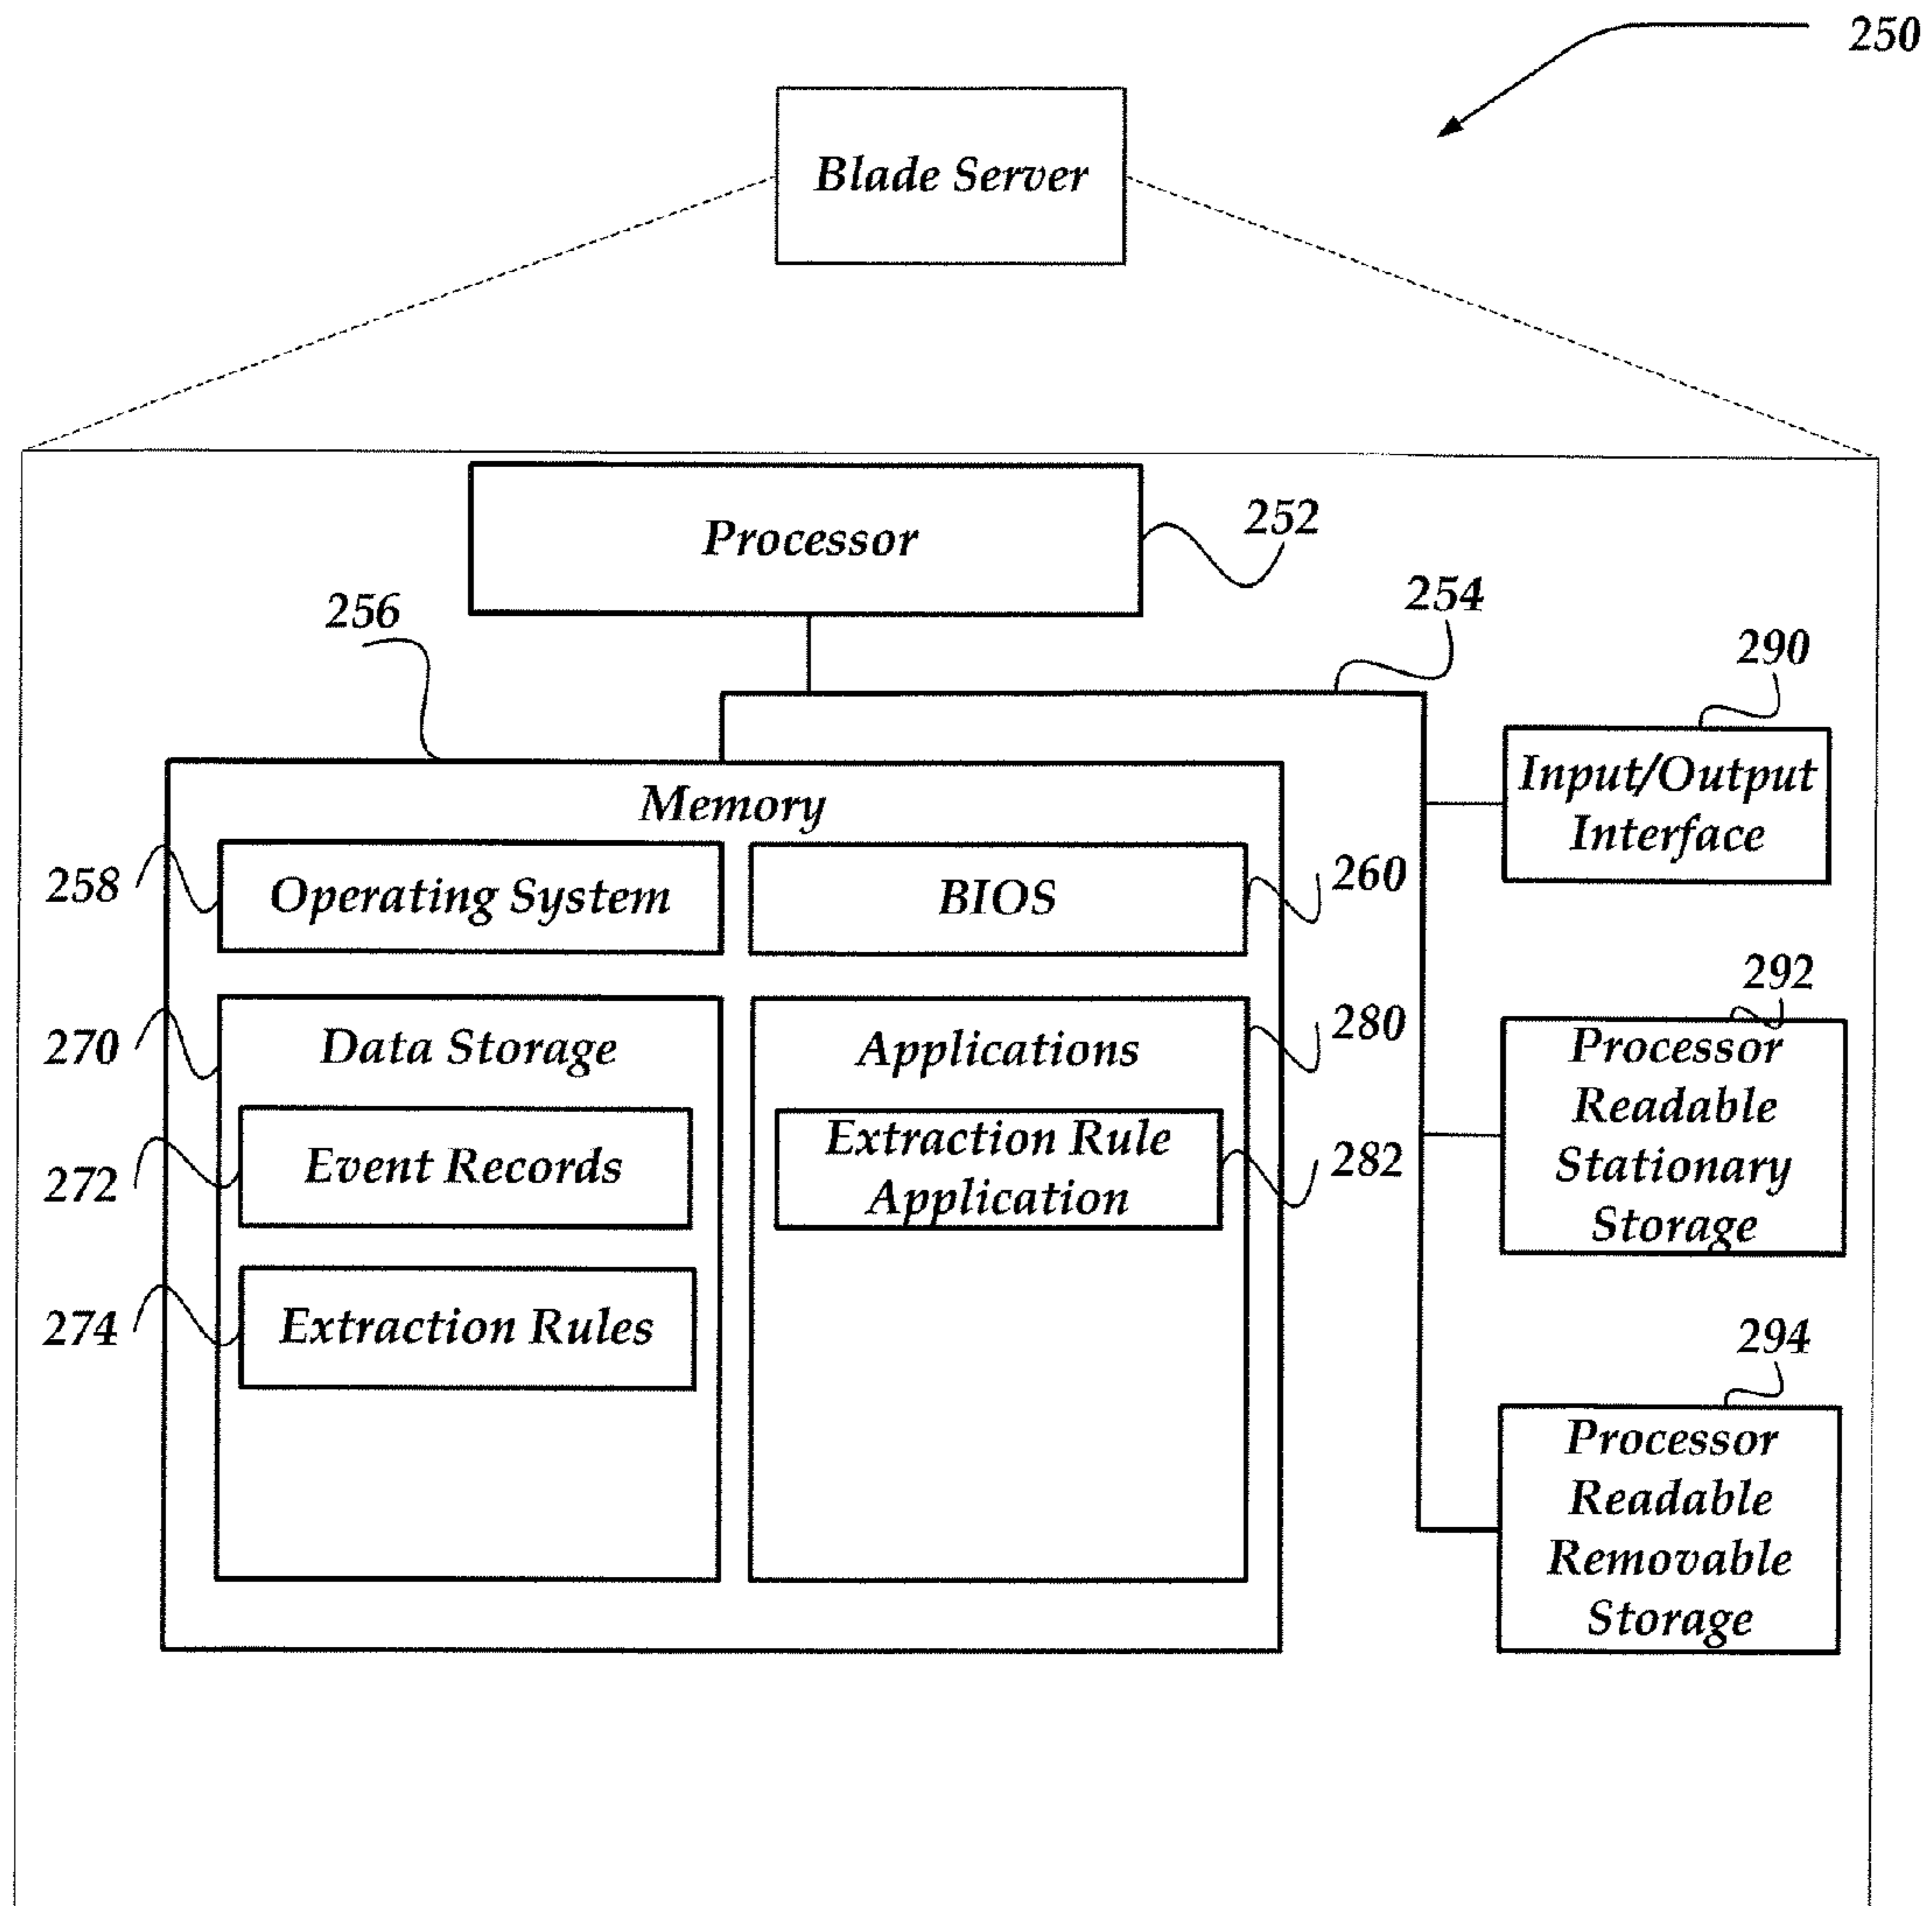 250
Blade Server
Processor
252
256
254
290
Input/Output
Interface
Memory
258
Operating System
BIOS
260
292
Processor
Readable
Stationary
Storage
270
Data Storage
Applications
280
272
Event Records
Extraction Rule
Application
282
274
Extraction Rules
294
Processor
Readable
Removable
Storage